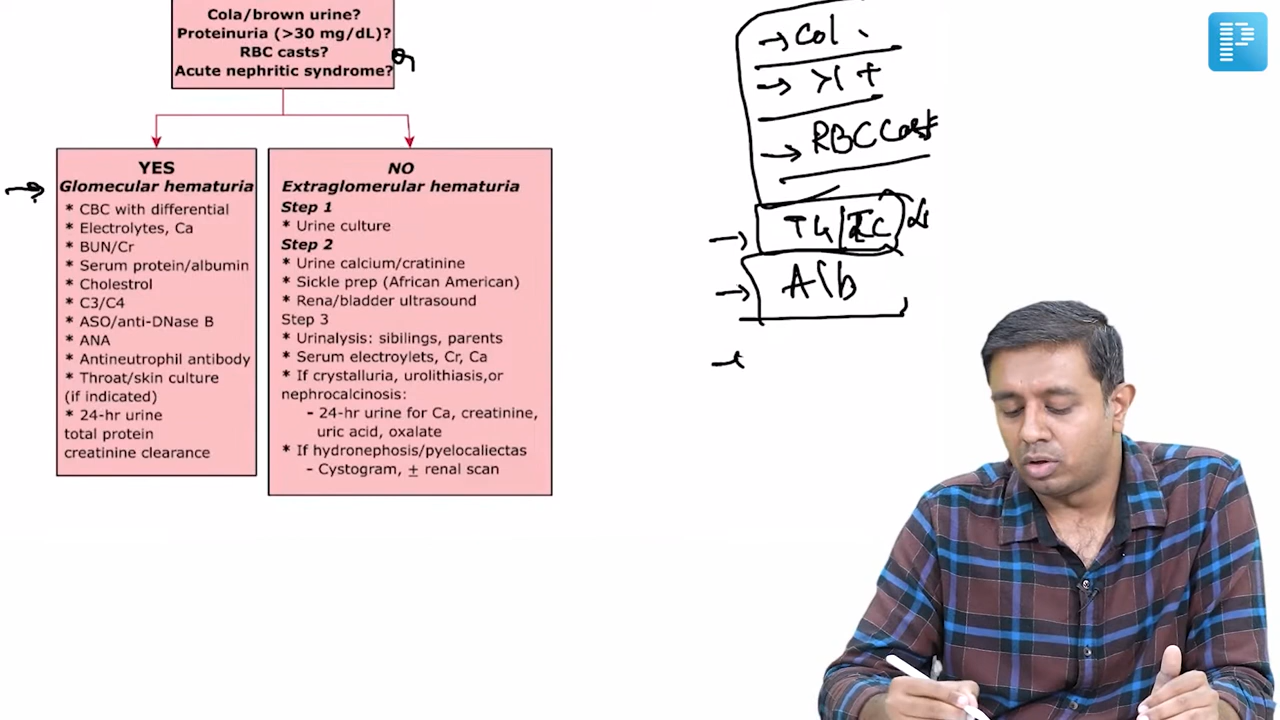 Cola/brown urine?
Proteinuria (>30 mg/dL)?
RBC casts?
Acute nephritic syndrome?
YES
Glomecular hematuria
* CBC with differential
* Electrolytes, Ca
* BUN/Cr
* Serum protein/albumin
* Cholestrol
* C3/C4
* ASO/anti-DNase B
* ANA
* Antineutrophil antibody
* Throat/skin culture
(if indicated)
* 24-hr urine
total protein
creatinine clearance
NO
Extraglomerular hematuria
Step 1
* Urine culture
Step 2
* Urine calcium/cratinine
* Sickle prep (African American)
* Rena/bladder ultrasound
Step 3
* Urinalysis: sibilings, parents
* Serum electroylets, Cr, Ca
* If crystalluria, urolithiasis,or
nephrocalcinosis:
- 24-hr urine for Ca, creatinine,
uric acid, oxalate
* If hydronephosis/pyelocaliectas
- Cystogram, ± renal scan
→ Col
→ >1 +
→ RBC Cast
→ Alb
P